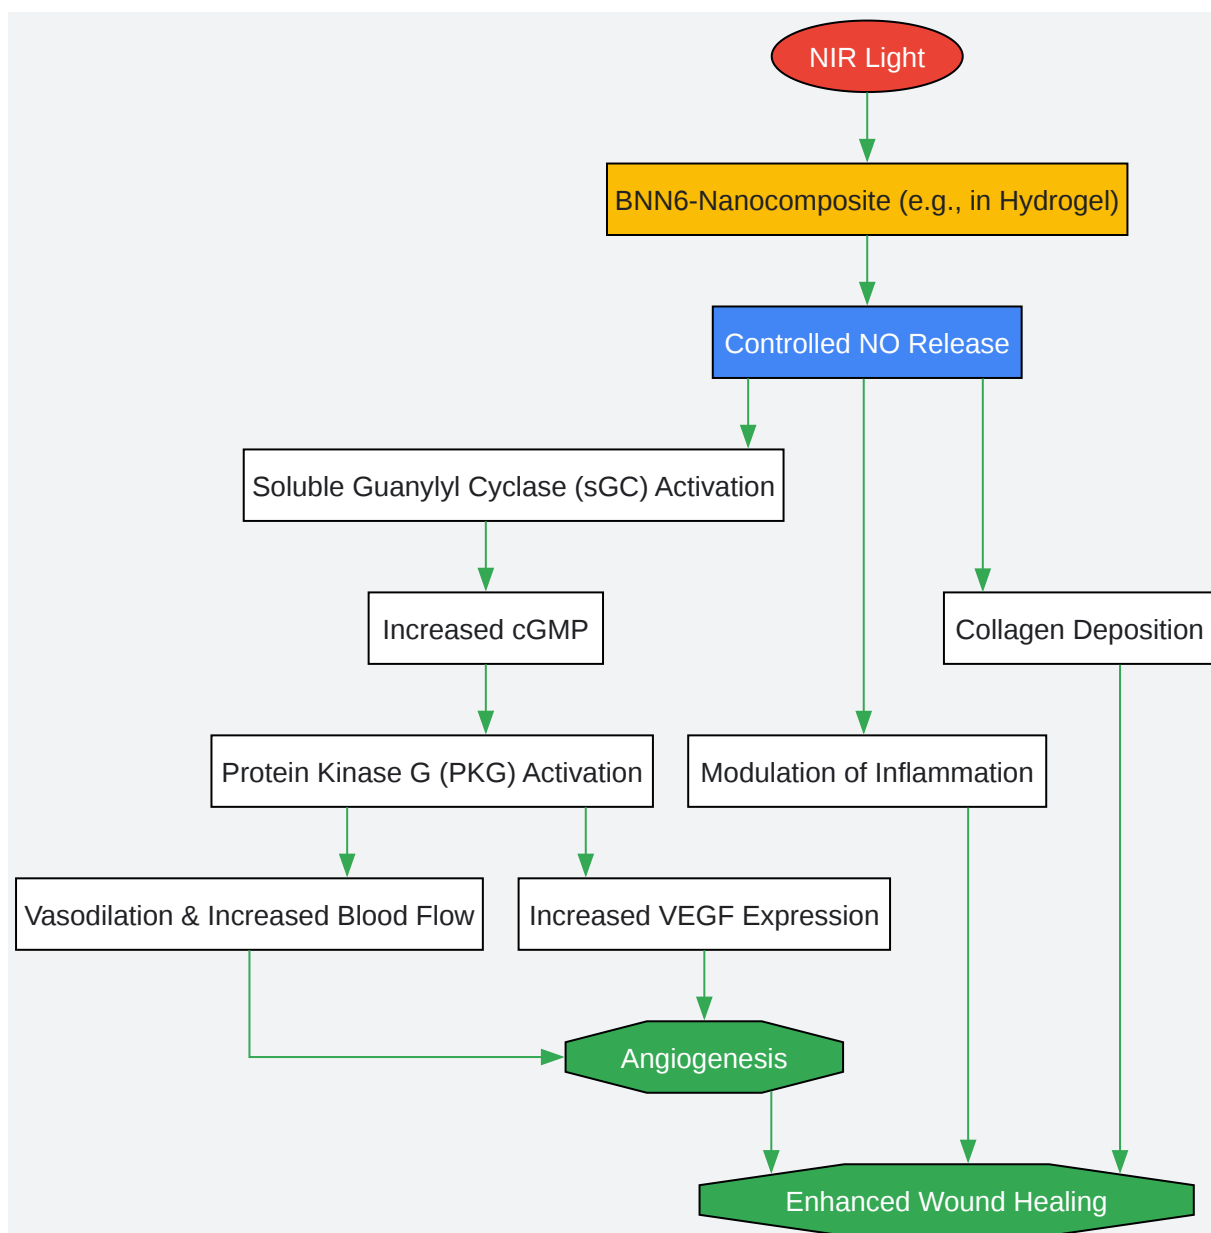 NIR Light
BNN6-Nanocomposite (e.g., in Hydrogel)
Controlled NO Release
Soluble Guanylyl Cyclase (sGC) Activation
Increased cGMP
Collagen Deposition
Protein Kinase G (PKG) Activation
Modulation of Inflammation
Vasodilation & Increased Blood Flow
Increased VEGF Expression
Angiogenesis
Enhanced Wound Healing